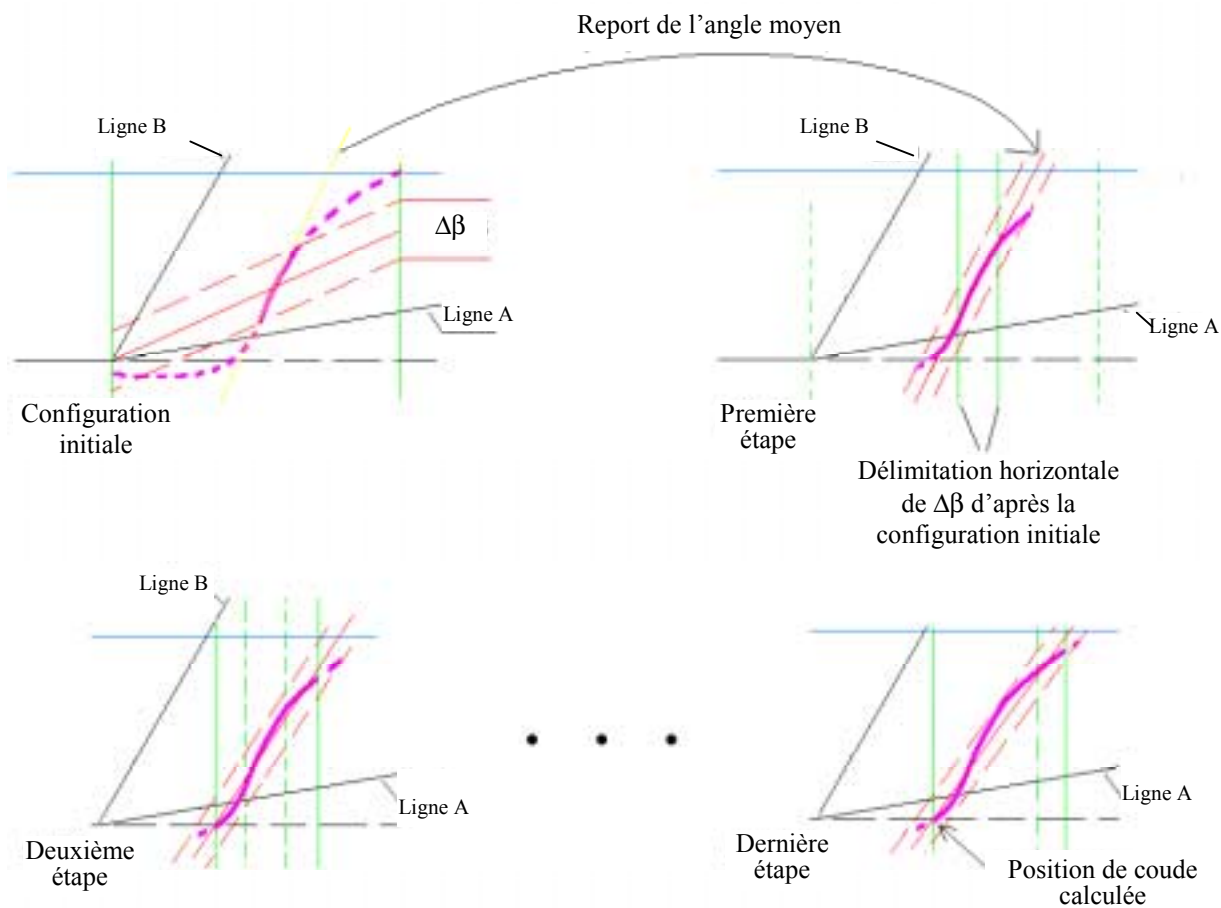 Report de l’angle moyen
Ligne B
Δβ
Ligne A
Configuration
initiale
Ligne B
Ligne A
Première
étape
Délimitation horizontale
de Δβ d’après la
configuration initiale
Ligne B
Ligne A
Deuxième
étape
Ligne A
Dernière
étape
Position de coude
calculée